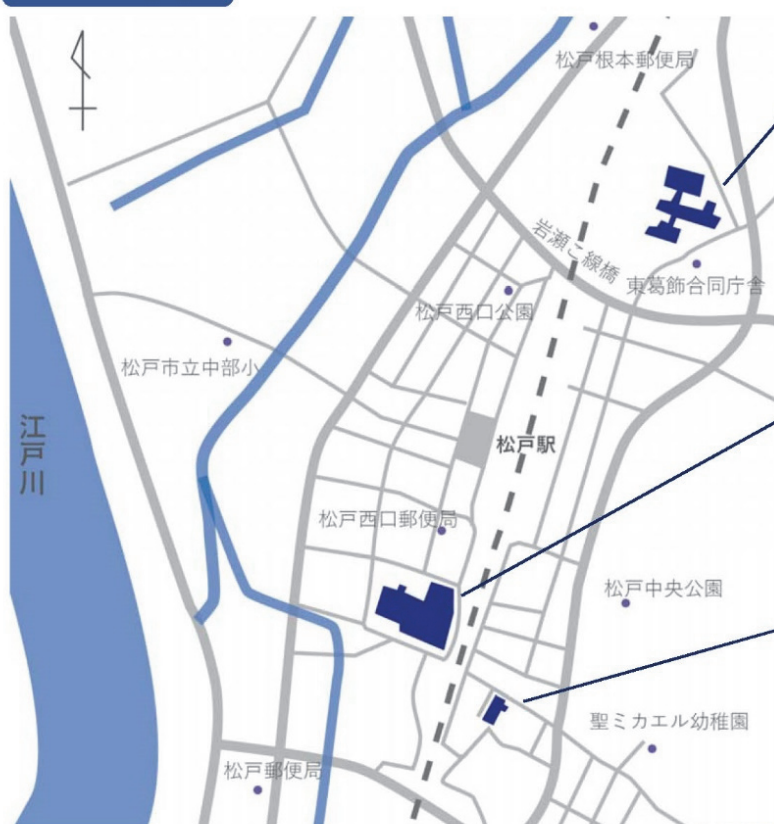 松戸根本郵便局
岩瀬こ線橋
東葛飾合同庁舎
松戸西口公園
松戸市立中部小
江戸川
松戸駅
松戸西口郵便局
松戸中央公園
聖ミカエル幼稚園
松戸郵便局